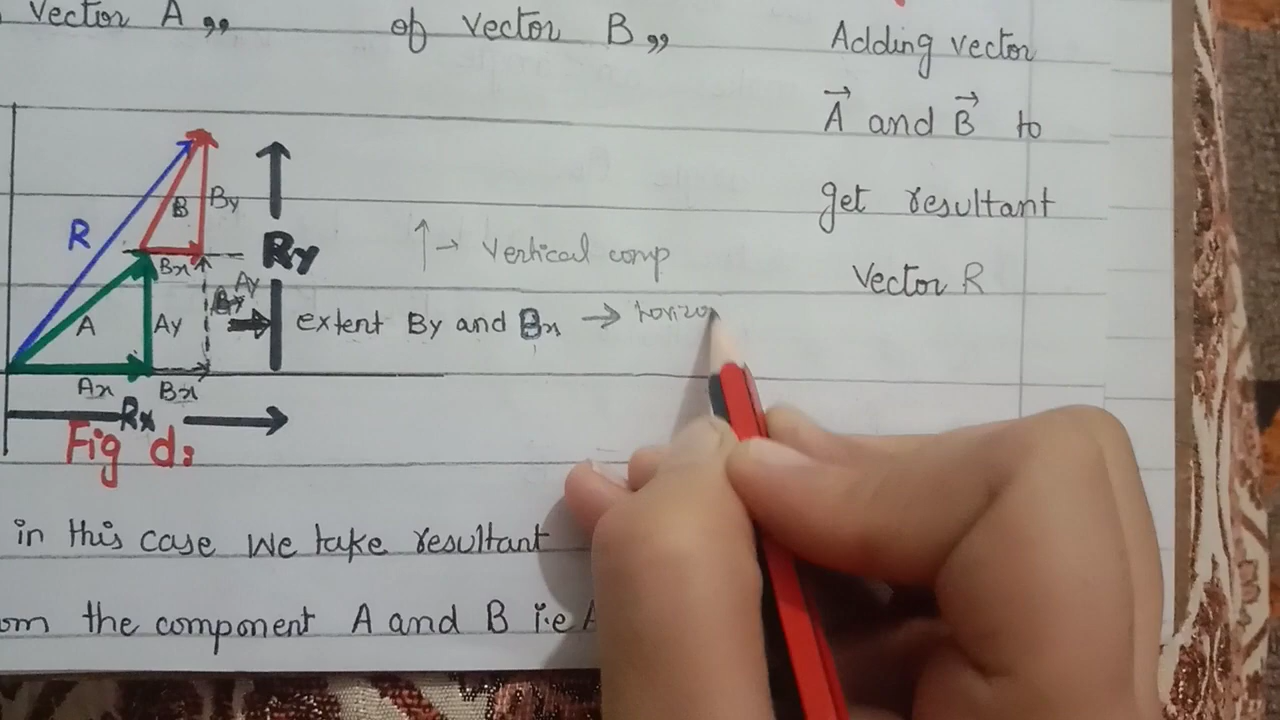 Vector A ,, of Vector B ,,
Adding vector
A and B to
get resultant
Vector R
R
B
By
Ry
Bx
Ay
A
Ay
Ax
Bx
Rx
Fig d:
↑→ Vertical comp
extent By and Bx → horizo
in this case we take resultant
om the component A and B i.e A